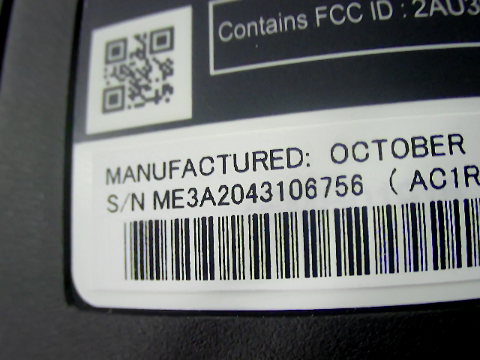 Contains FCC ID : 2AU3
MANUFACTURED: OCTOBER
S/N ME3A2043106756 ( AC1R